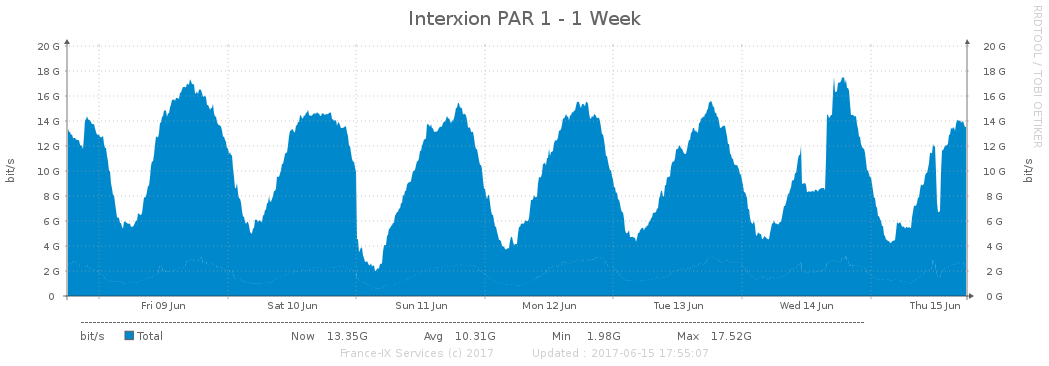 Interxion PAR 1 - 1 Week
RRDTOOL / TOBI OETIKER
20 G 20 G
18 G 18 G
16 G 16 G
14 G 14 G
12 G 12 G
10 G 10 G
8 G 8 G
6 G 6 G
4 G 4 G
2 G 2 G
0 0 G
bit/s
bit/s
Fri 09 Jun Sat 10 Jun Sun 11 Jun Mon 12 Jun Tue 13 Jun Wed 14 Jun Thu 15 Jun
bit/s Total Now 13.35G Avg 10.31G Min 1.98G Max 17.52G
France-IX Services (c) 2017 Updated : 2017-06-15 17:55:07